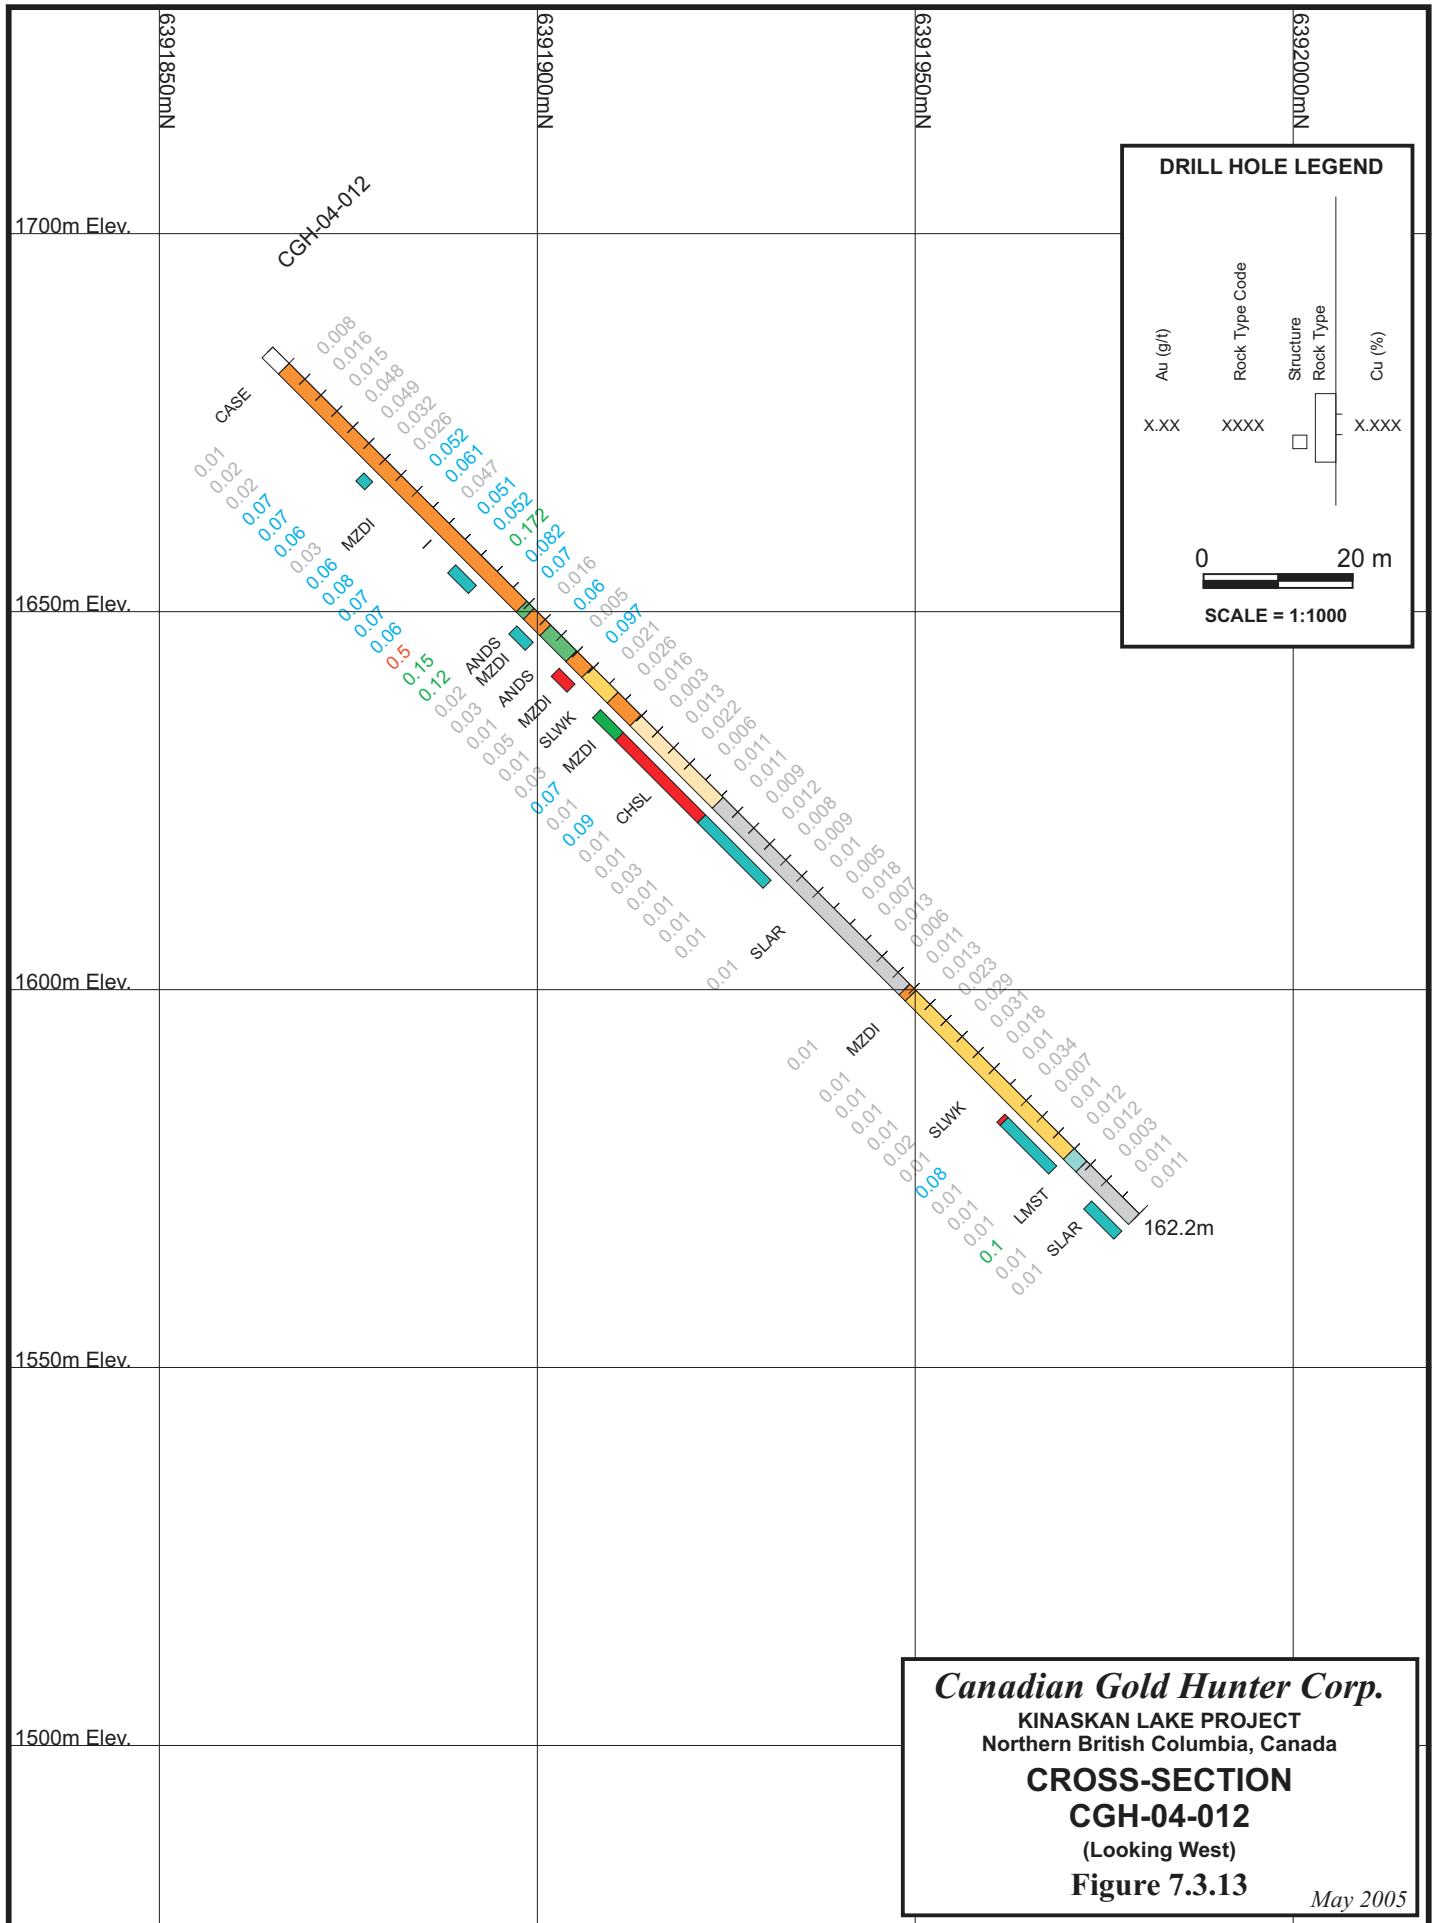 6391850mN
6391900mN
6391950mN
6392000mN
1700m Elev.
1650m Elev.
1600m Elev.
1550m Elev.
1500m Elev.
CGH-04-012
DRILL HOLE LEGEND
Au (g/t)
Rock Type Code
Structure
Rock Type
Cu (%)
X.XX
XXXX
X.XXX
0 20 m
SCALE = 1:1000
0.008
0.016
0.015
0.048
0.049
0.032
0.026
0.052
0.061
0.047
0.051
0.052
0.172
0.082
0.07
0.016
0.06
0.005
0.097
0.021
0.026
0.016
0.003
0.013
0.022
0.006
0.011
0.011
0.009
0.012
0.008
0.009
0.01
0.005
0.018
0.007
0.013
0.006
0.011
0.013
0.023
0.029
0.031
0.018
0.01
0.034
0.007
0.01
0.012
0.012
0.003
0.011
0.011
CASE
MZDI
ANDS
MZDI
ANDS
MZDI
SLWK
MZDI
CHSL
SLAR
MZDI
SLWK
LMST
SLAR
162.2m
0.01
0.02
0.02
0.07
0.07
0.06
0.03
0.06
0.08
0.07
0.07
0.06
0.5
0.15
0.12
0.02
0.03
0.01
0.05
0.01
0.03
0.07
0.01
0.09
0.01
0.01
0.03
0.01
0.01
0.01
0.01
0.01
0.01
0.01
0.01
0.01
0.02
0.01
0.08
0.01
0.01
0.01
0.1
0.01
0.01
Canadian Gold Hunter Corp.
KINASKAN LAKE PROJECT
Northern British Columbia, Canada
CROSS-SECTION
CGH-04-012
(Looking West)
Figure 7.3.13
May 2005